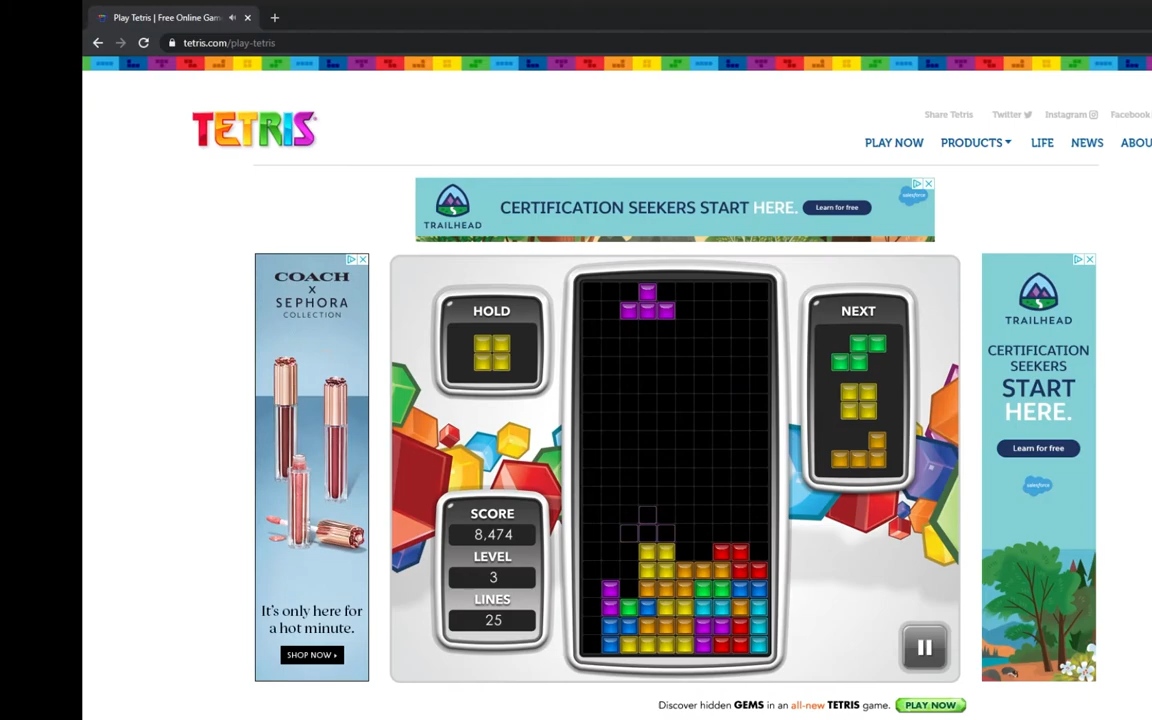 Play Tetris | Free Online Gam
tetris.com/play-tetris
TETRIS
Share Tetris Twitter Instagram Facebook
PLAY NOW PRODUCTS LIFE NEWS ABOU
TRAILHEAD
CERTIFICATION SEEKERS START HERE.
Learn for free
salesforce
COACH
X
SEPHORA
COLLECTION
It's only here for
a hot minute.
SHOP NOW
HOLD
SCORE
8,474
LEVEL
3
LINES
25
NEXT
TRAILHEAD
CERTIFICATION
SEEKERS
START
HERE.
Learn for free
salesforce
Discover hidden GEMS in an all-new TETRIS game. PLAY NOW